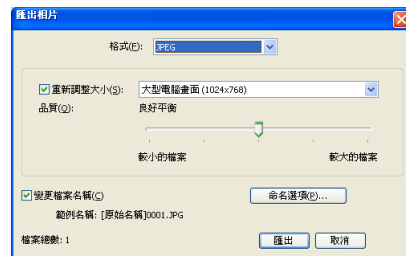 匯出相片
格式(F): JPEG
重新調整大小(S): 大型電腦畫面 (1024x768)
品質(Q): 良好平衡
較小的檔案 較大的檔案
變更檔案名稱(C) 命名選項(P)...
範例名稱: [原始名稱]0001.JPG
檔案總數: 1 匯出 取消